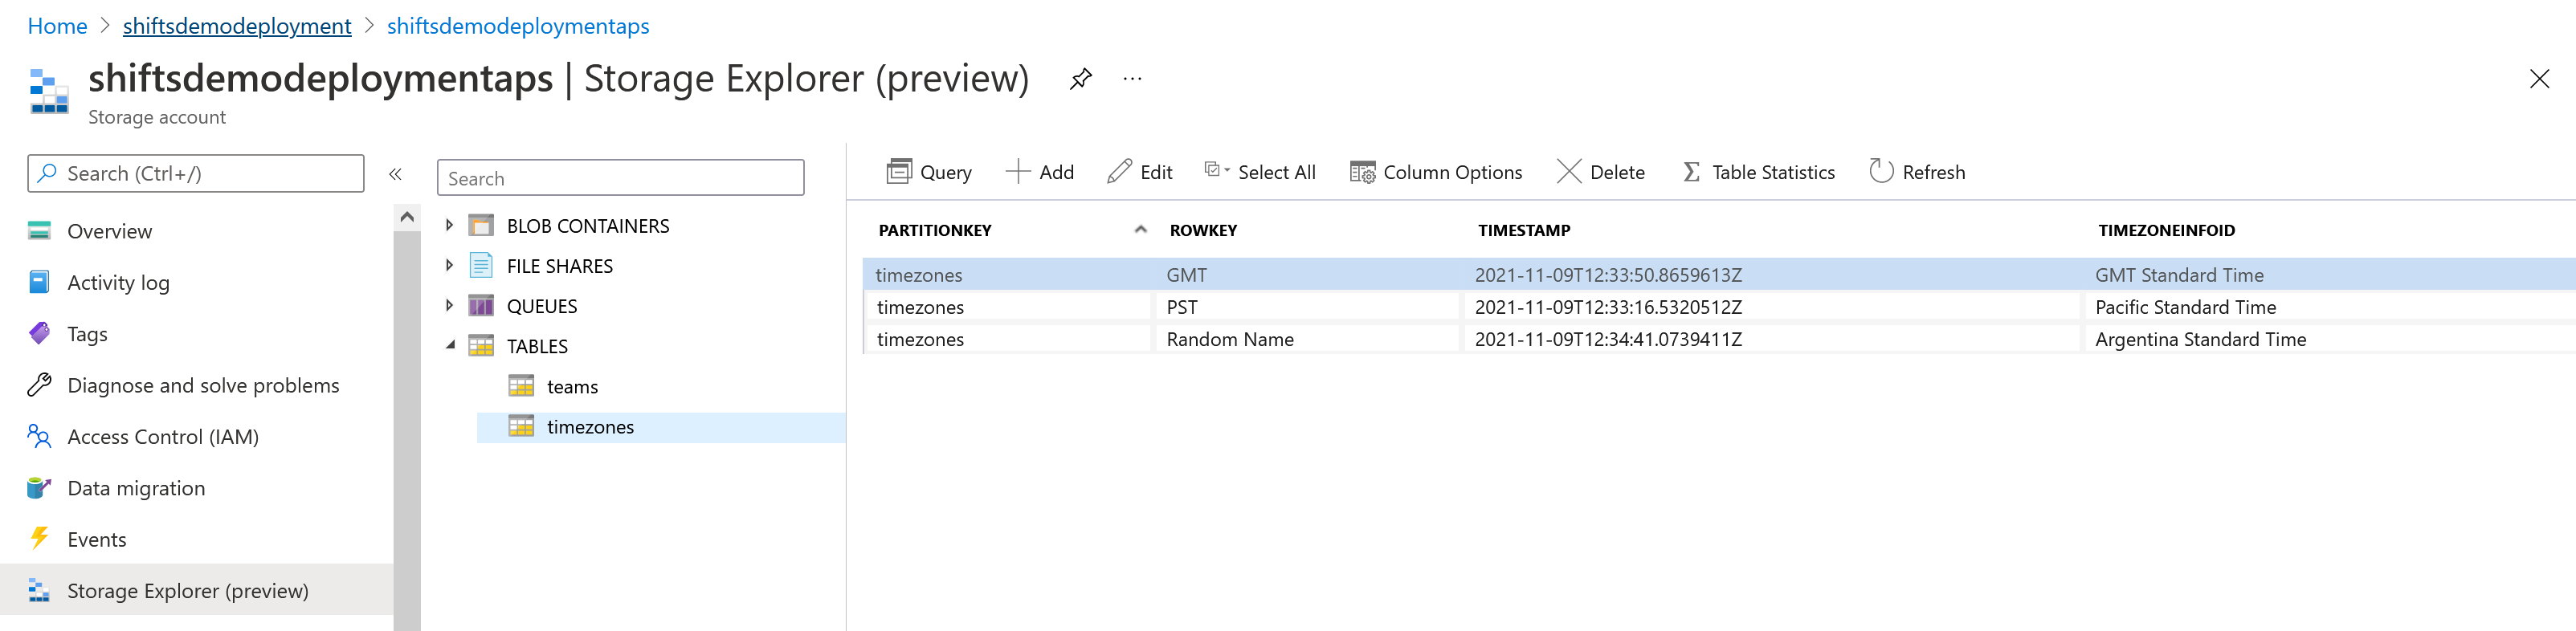 Home > shiftsdemodeployment > shiftsdemodeploymentaps
shiftsdemodeploymentaps | Storage Explorer (preview) ...
Storage account
Search (Ctrl+/) «
Overview
Activity log
Tags
Diagnose and solve problems
Access Control (IAM)
Data migration
Events
Storage Explorer (preview)
Search
BLOB CONTAINERS
FILE SHARES
QUEUES
TABLES
teams
timezones
Query Add Edit Select All Column Options Delete Table Statistics Refresh
PARTITIONKEY ROWKEY TIMESTAMP TIMEZONEINFOID
timezones GMT 2021-11-09T12:33:50.8659613Z GMT Standard Time
timezones PST 2021-11-09T12:33:16.5320512Z Pacific Standard Time
timezones Random Name 2021-11-09T12:34:41.0739411Z Argentina Standard Time